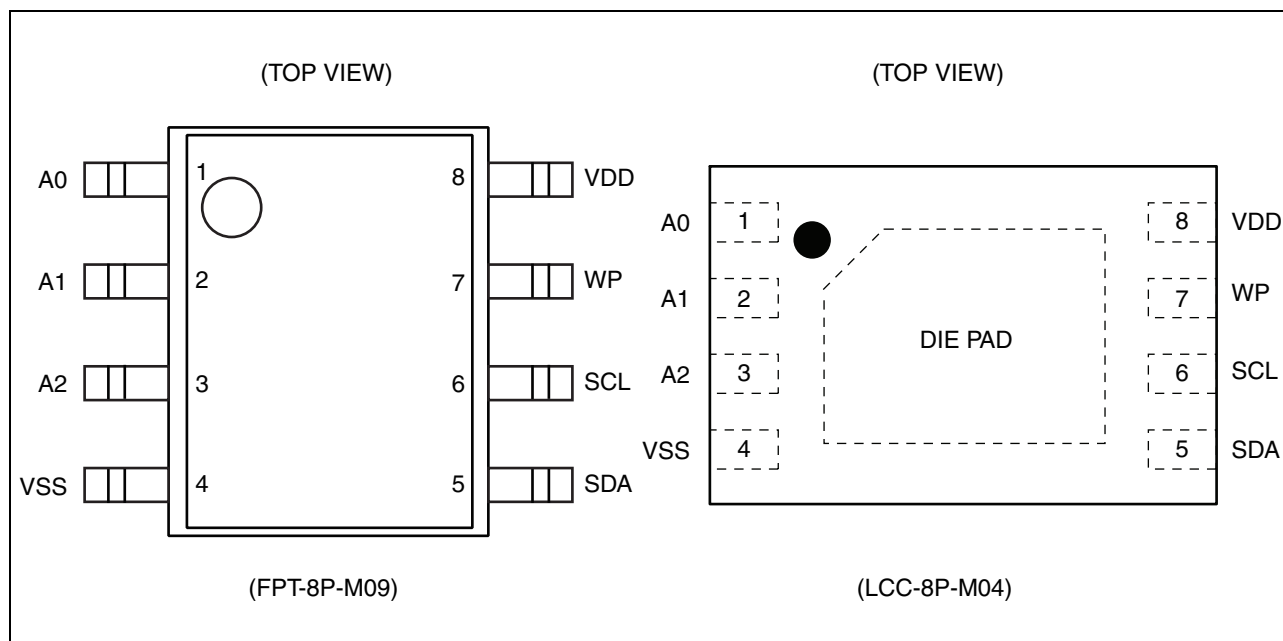 (TOP VIEW)
A0 1 8 VDD
A1 2 7 WP
A2 3 6 SCL
VSS 4 5 SDA
(FPT-8P-M09)
(TOP VIEW)
A0 1 8 VDD
A1 2 7 WP
DIE PAD
A2 3 6 SCL
VSS 4 5 SDA
(LCC-8P-M04)